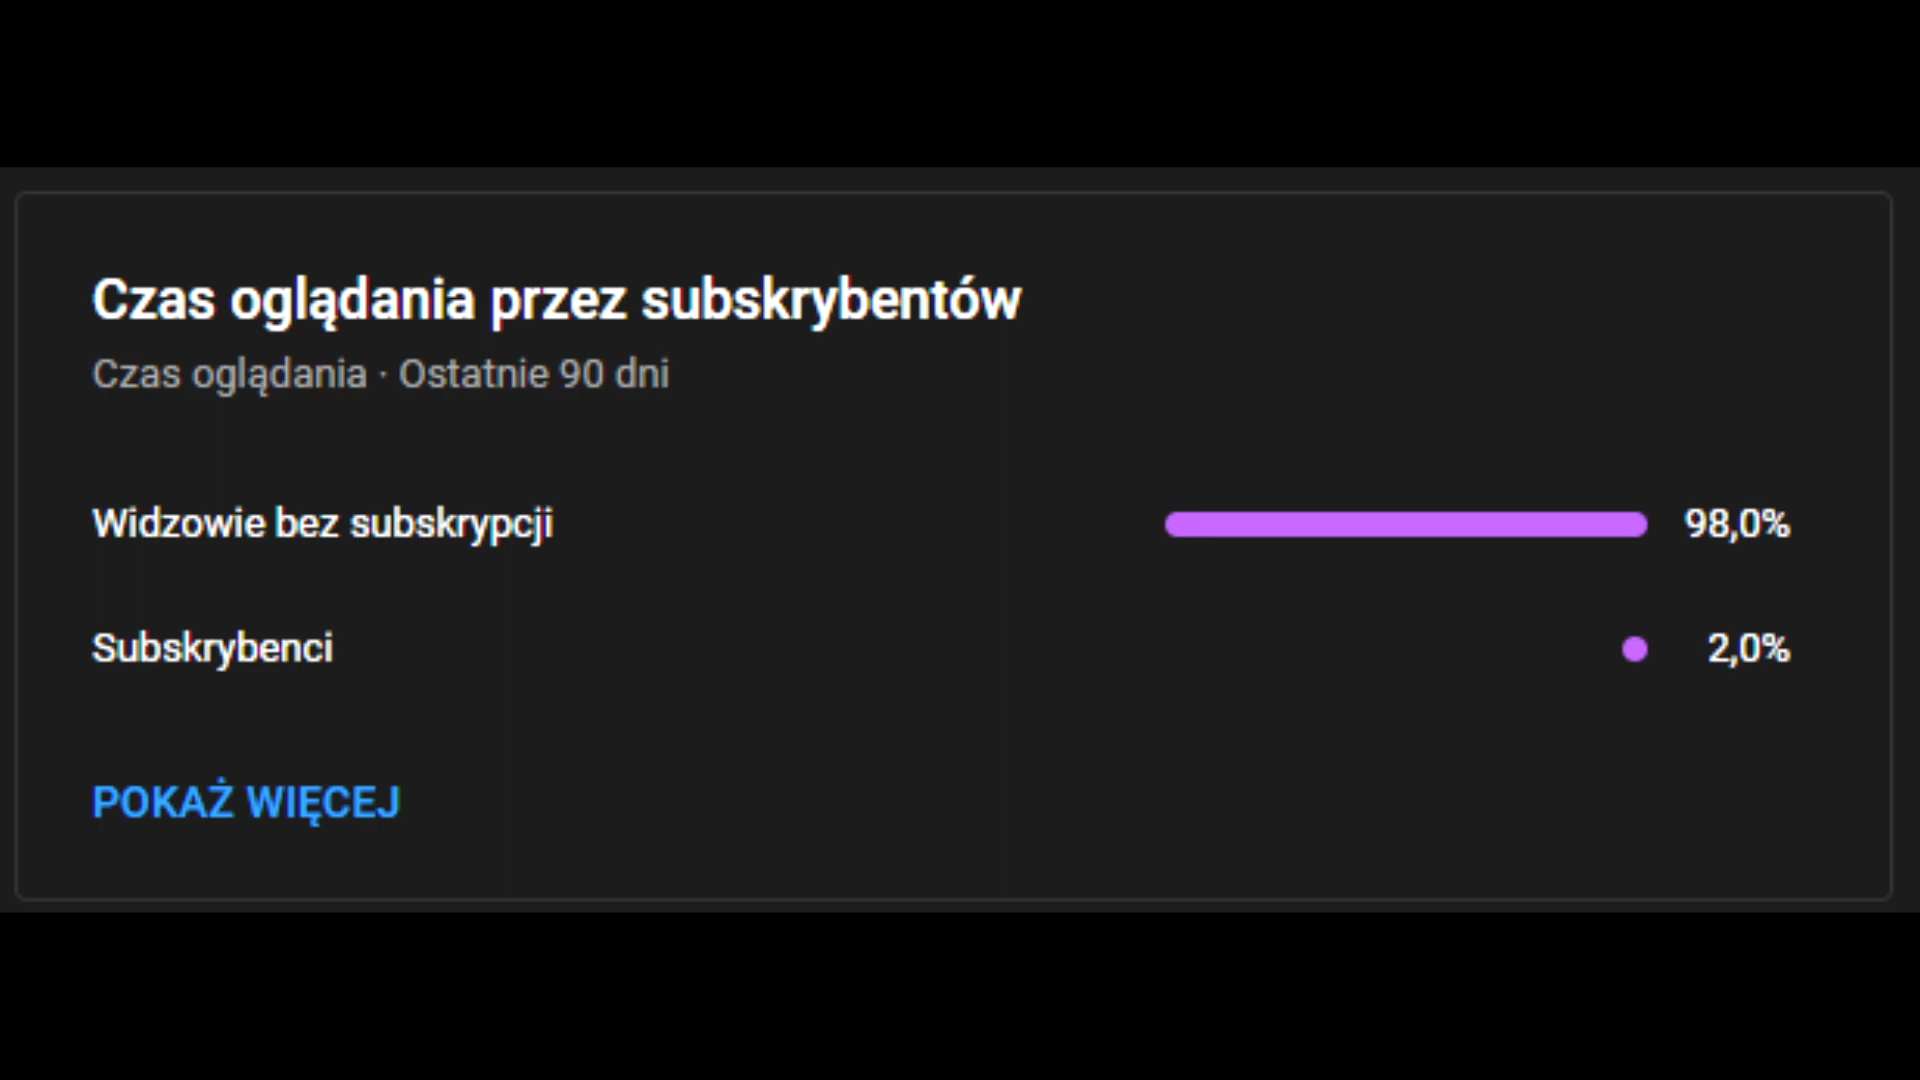 Czas oglądania przez subskrybentów
Czas oglądania · Ostatnie 90 dni
Widzowie bez subskrypcji 98,0%
Subskrybenci 2,0%
POKAŻ WIĘCEJ